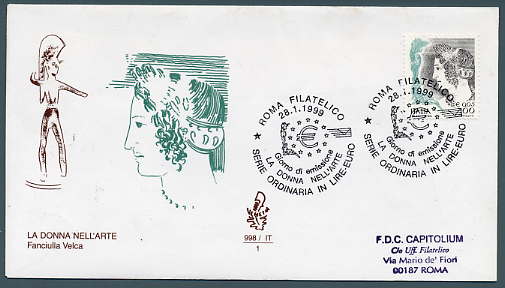 ROMA FILATELICO
28.1.1999
Giorno di emissione
LA DONNA NELL'ARTE
SERIE ORDINARIA IN LIRE-EURO
ROMA FILATELICO
28.1.1999
ITALIA
Giorno di emissione
LA DONNA NELL'ARTE
SERIE ORDINARIA IN LIRE-EURO
LA DONNA NELL'ARTE
Fanciulla Velca
998 / IT
1
F.D.C. CAPITOLIUM
C/o Uff. Filatelico
Via Mario de' Fiori
00187 ROMA